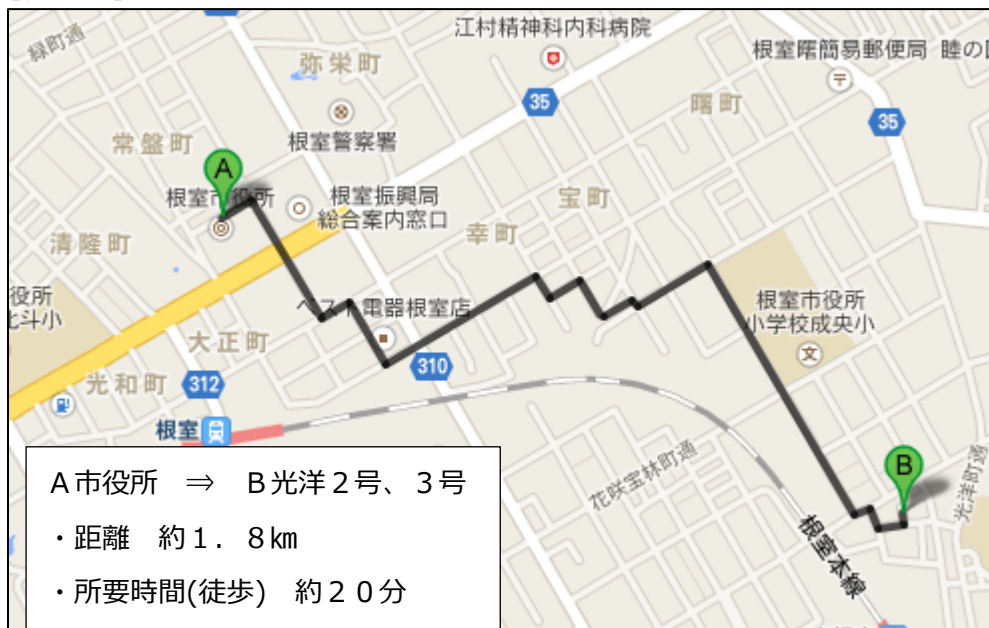 緑町通
弥栄町
江村精神科内科病院
根室曙簡易郵便局
睦の
35
曙町
35
常盤町
根室警察署
A
根室市役所
根室振興局
総合案内窓口
宝町
清隆町
幸町
役所
北斗小
ベスト電器根室店
根室市役所
小学校成央小
大正町
310
文
光和町
312
根室
花咲宝林町通
B
光洋町通
根室本線
A市役所 ⇒ B光洋2号、3号
・距離 約1.8㎞
・所要時間(徒歩) 約20分